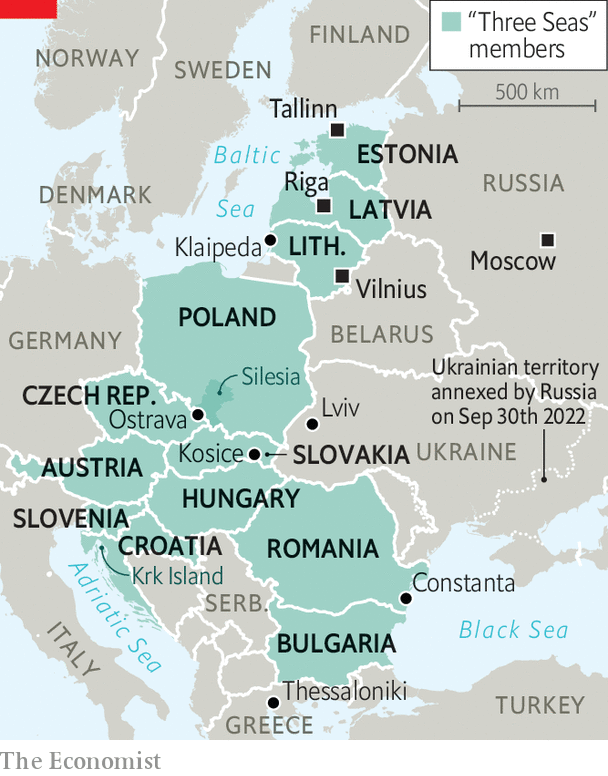 "Three Seas"
members
500 km
NORWAY
SWEDEN
FINLAND
Tallinn
Baltic
Sea
ESTONIA
Riga
RUSSIA
DENMARK
LATVIA
Klaipeda
LITH.
Moscow
Vilnius
POLAND
BELARUS
GERMANY
Ukrainian territory
annexed by Russia
on Sep 30th 2022
Silesia
CZECH REP.
Ostrava
Lviv
Kosice
SLOVAKIA
UKRAINE
AUSTRIA
HUNGARY
SLOVENIA
CROATIA
ROMANIA
Krk Island
Constanta
Adriatic Sea
SERB.
Black Sea
ITALY
BULGARIA
Thessaloniki
TURKEY
GREECE
The Economist